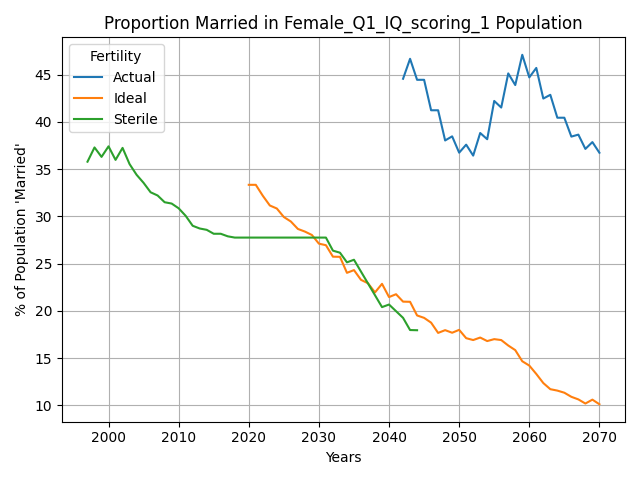 Proportion Married in Female_Q1_IQ_scoring_1 Population
Fertility
Actual
Ideal
Sterile
% of Population 'Married'
45
40
35
30
25
20
15
10
2000 2010 2020 2030 2040 2050 2060 2070
Years